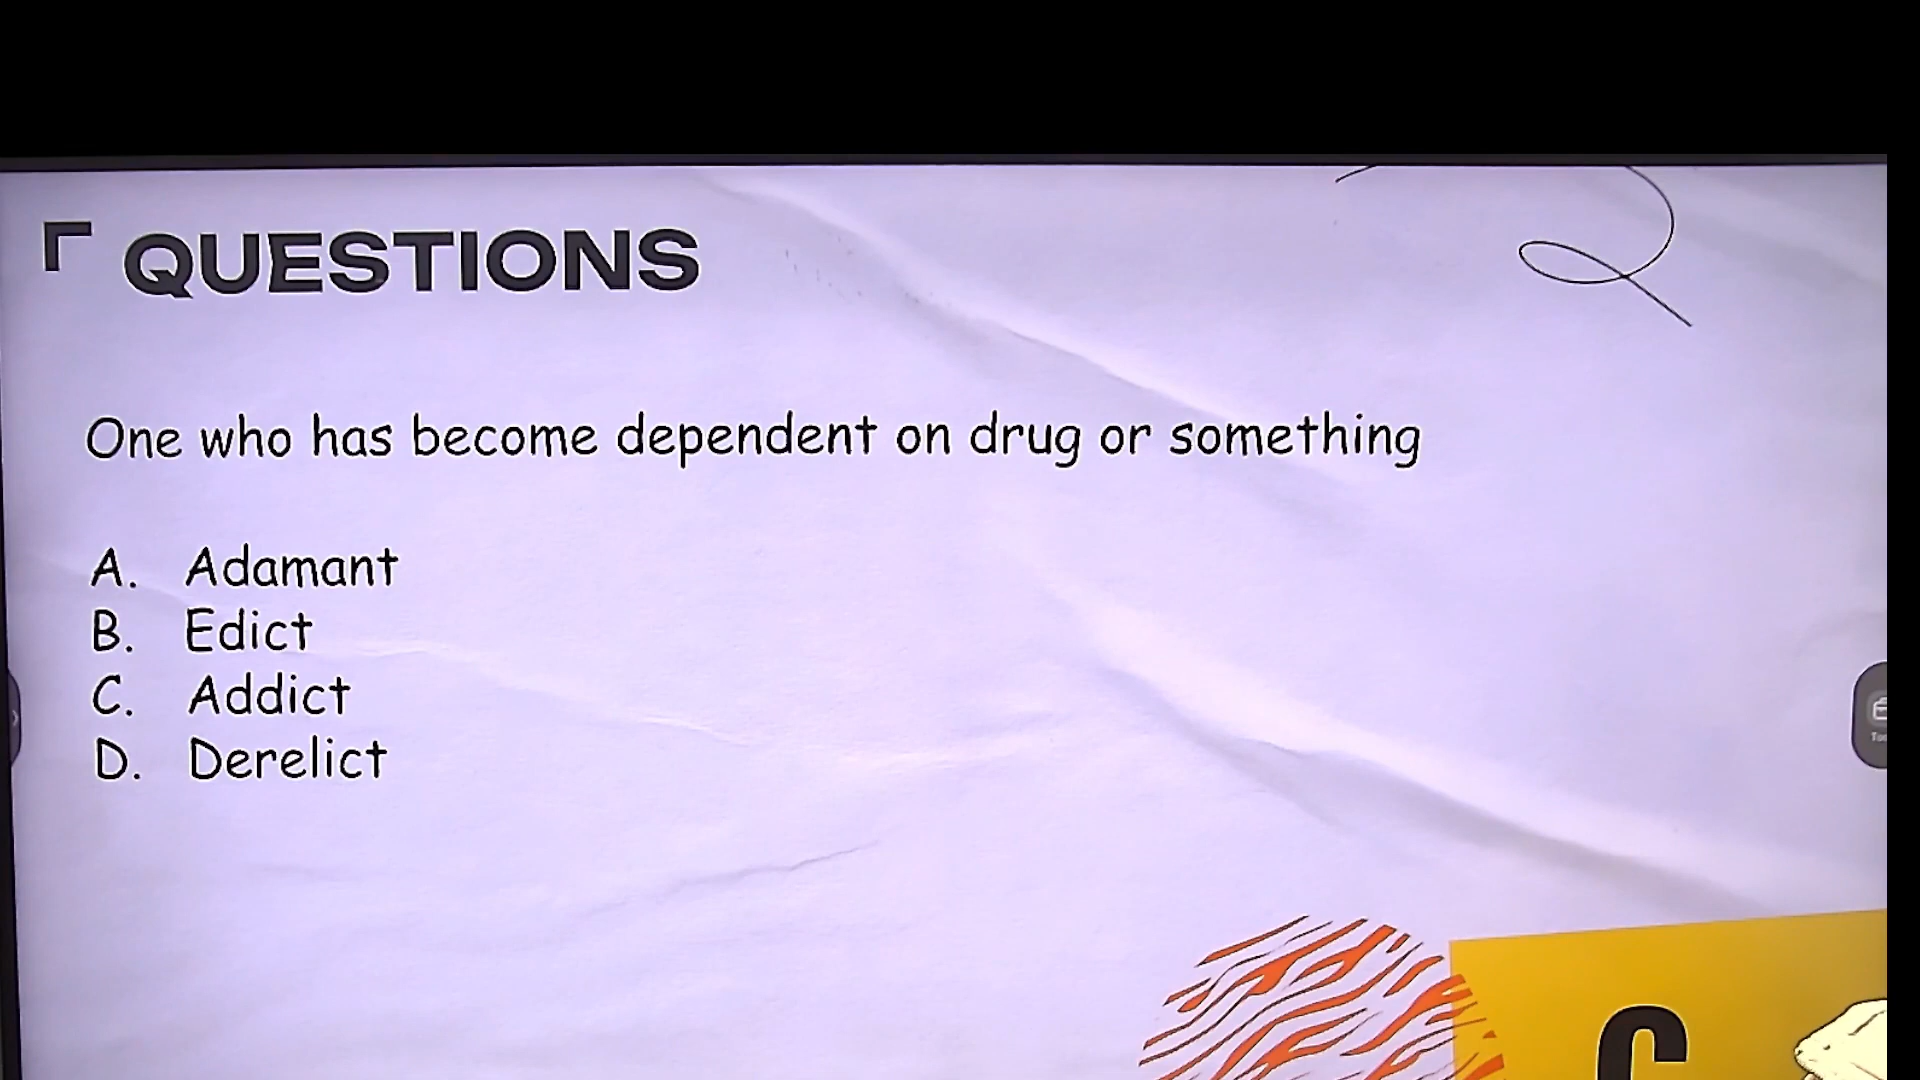 QUESTIONS
One who has become dependent on drug or something
A. Adamant
B. Edict
C. Addict
D. Derelict